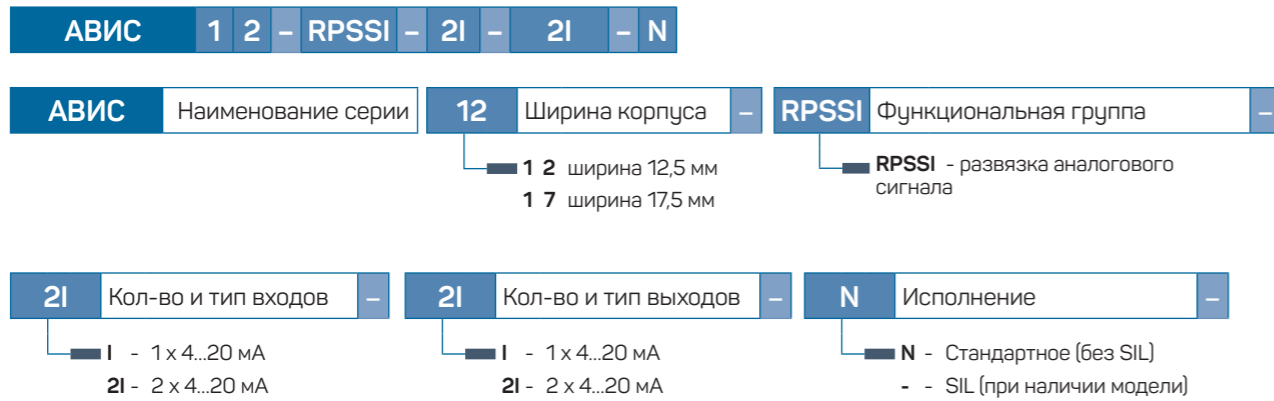 АВИС 1 2 – RPSSI – 2I – 2I – N
АВИС Наименование серии 12 Ширина корпуса – RPSSI Функциональная группа –
1 2 ширина 12,5 мм
1 7 ширина 17,5 мм
RPSSI - развязка аналогового
сигнала
2I Кол-во и тип входов – 2I Кол-во и тип выходов – N Исполнение –
I - 1 x 4...20 мА
2I - 2 x 4...20 мА
I - 1 x 4...20 мА
2I - 2 x 4...20 мА
N - Стандартное (без SIL)
- - SIL (при наличии модели)